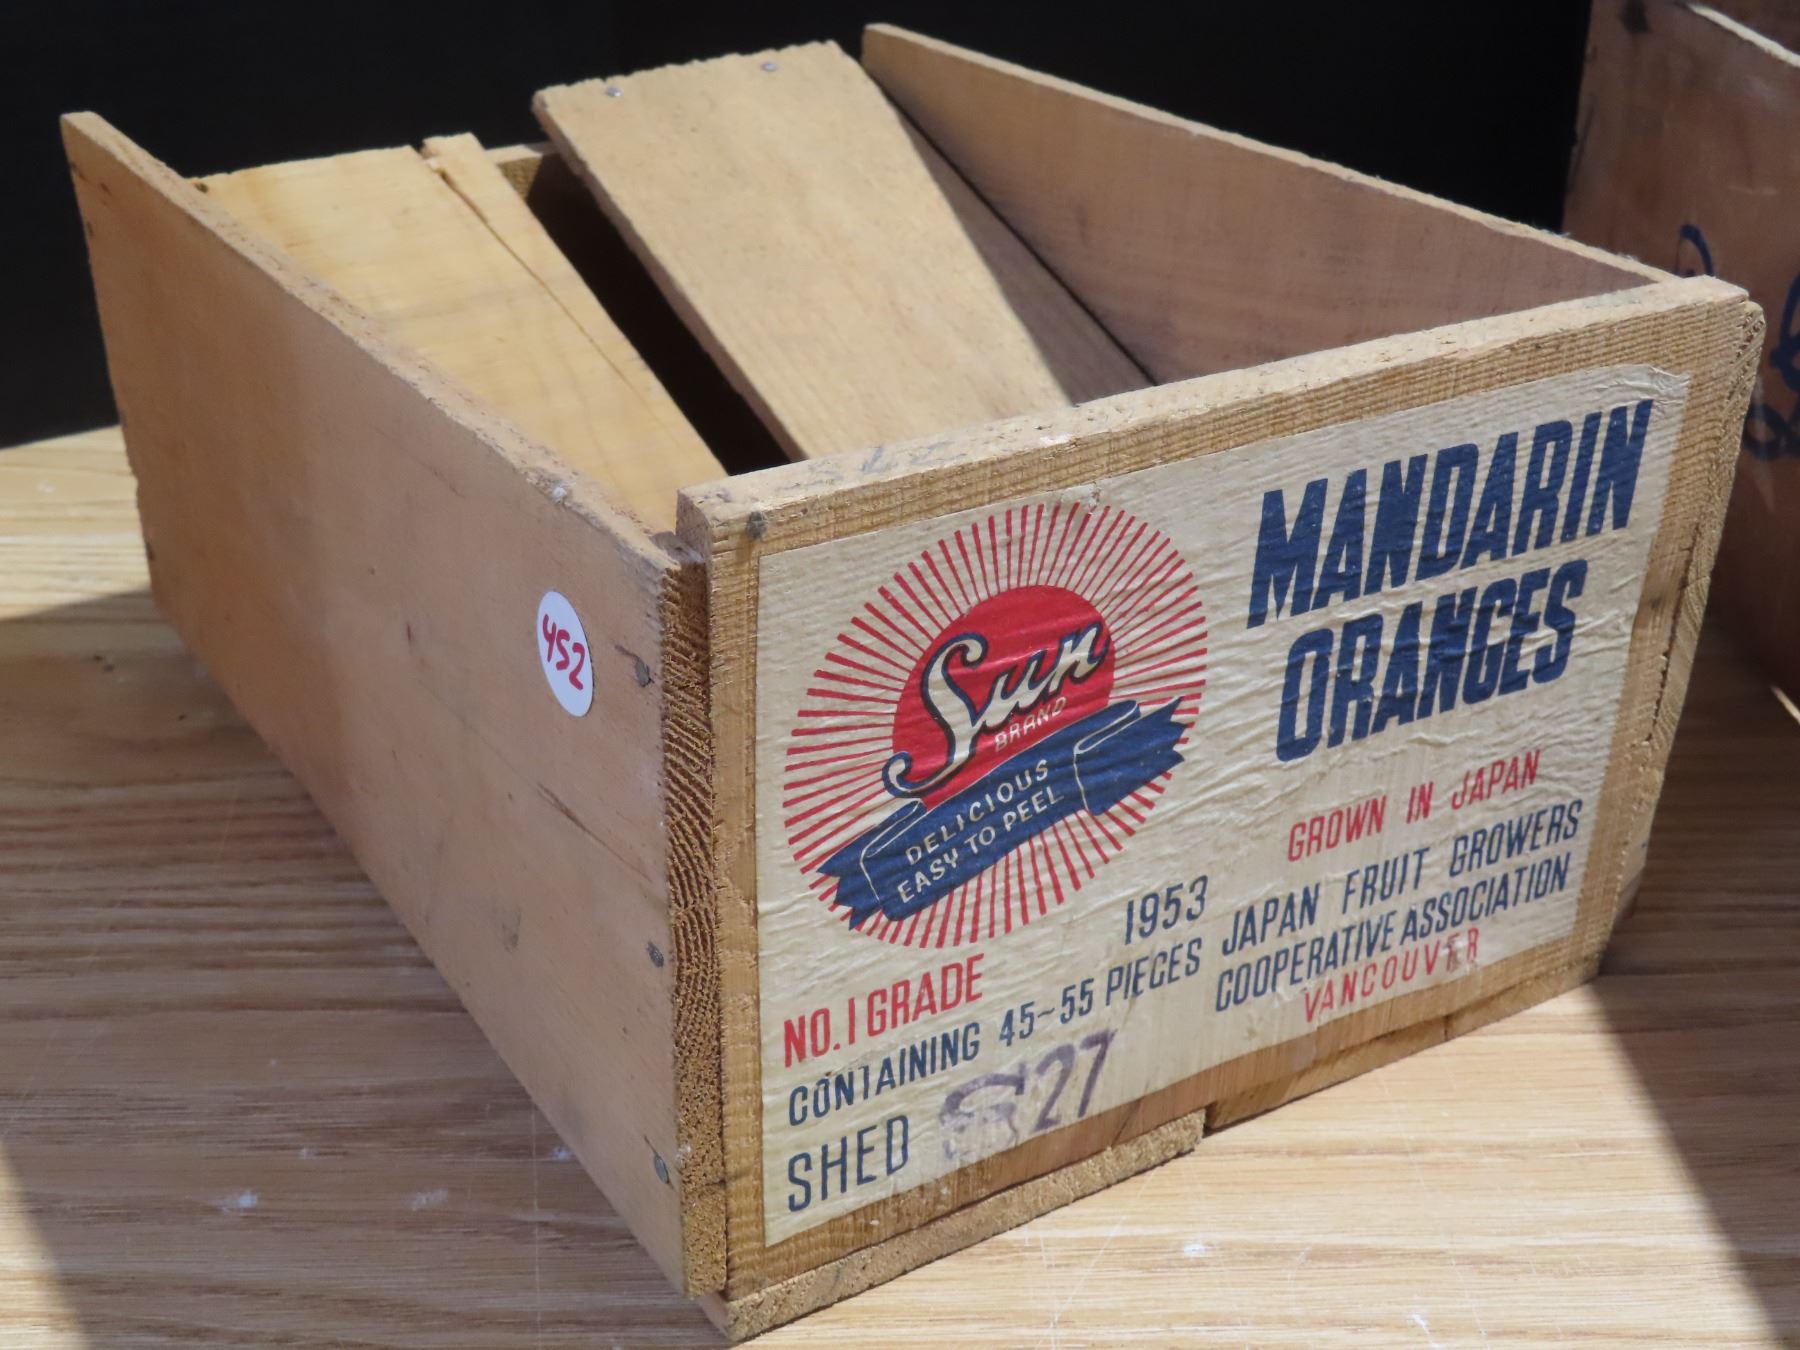 MANDARIN
ORANGES
Sun
BRAND
DELICIOUS
EASY TO PEEL
GROWN IN JAPAN
1953
NO. 1 GRADE
CONTAINING 45~55 PIECES
SHED 27
JAPAN FRUIT GROWERS
COOPERATIVE ASSOCIATION
VANCOUVER
452